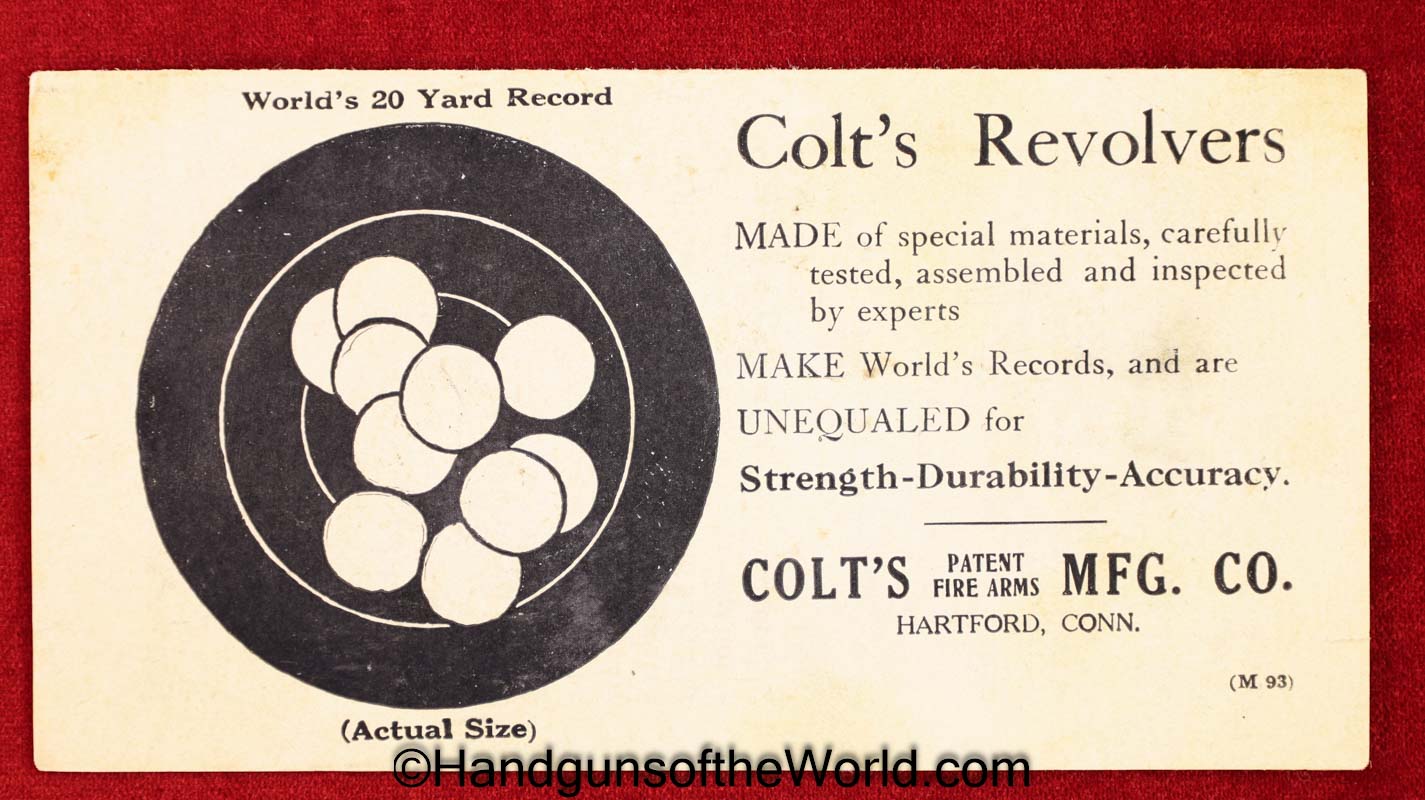 World's 20 Yard Record
(Actual Size)
Colt's Revolvers
MADE of special materials, carefully
tested, assembled and inspected
by experts
MAKE World's Records, and are
UNEQUALED for
Strength-Durability-Accuracy.
COLT'S PATENT FIRE ARMS MFG. CO.
HARTFORD, CONN.
(M 93)
©HandgunsoftheWorld.com